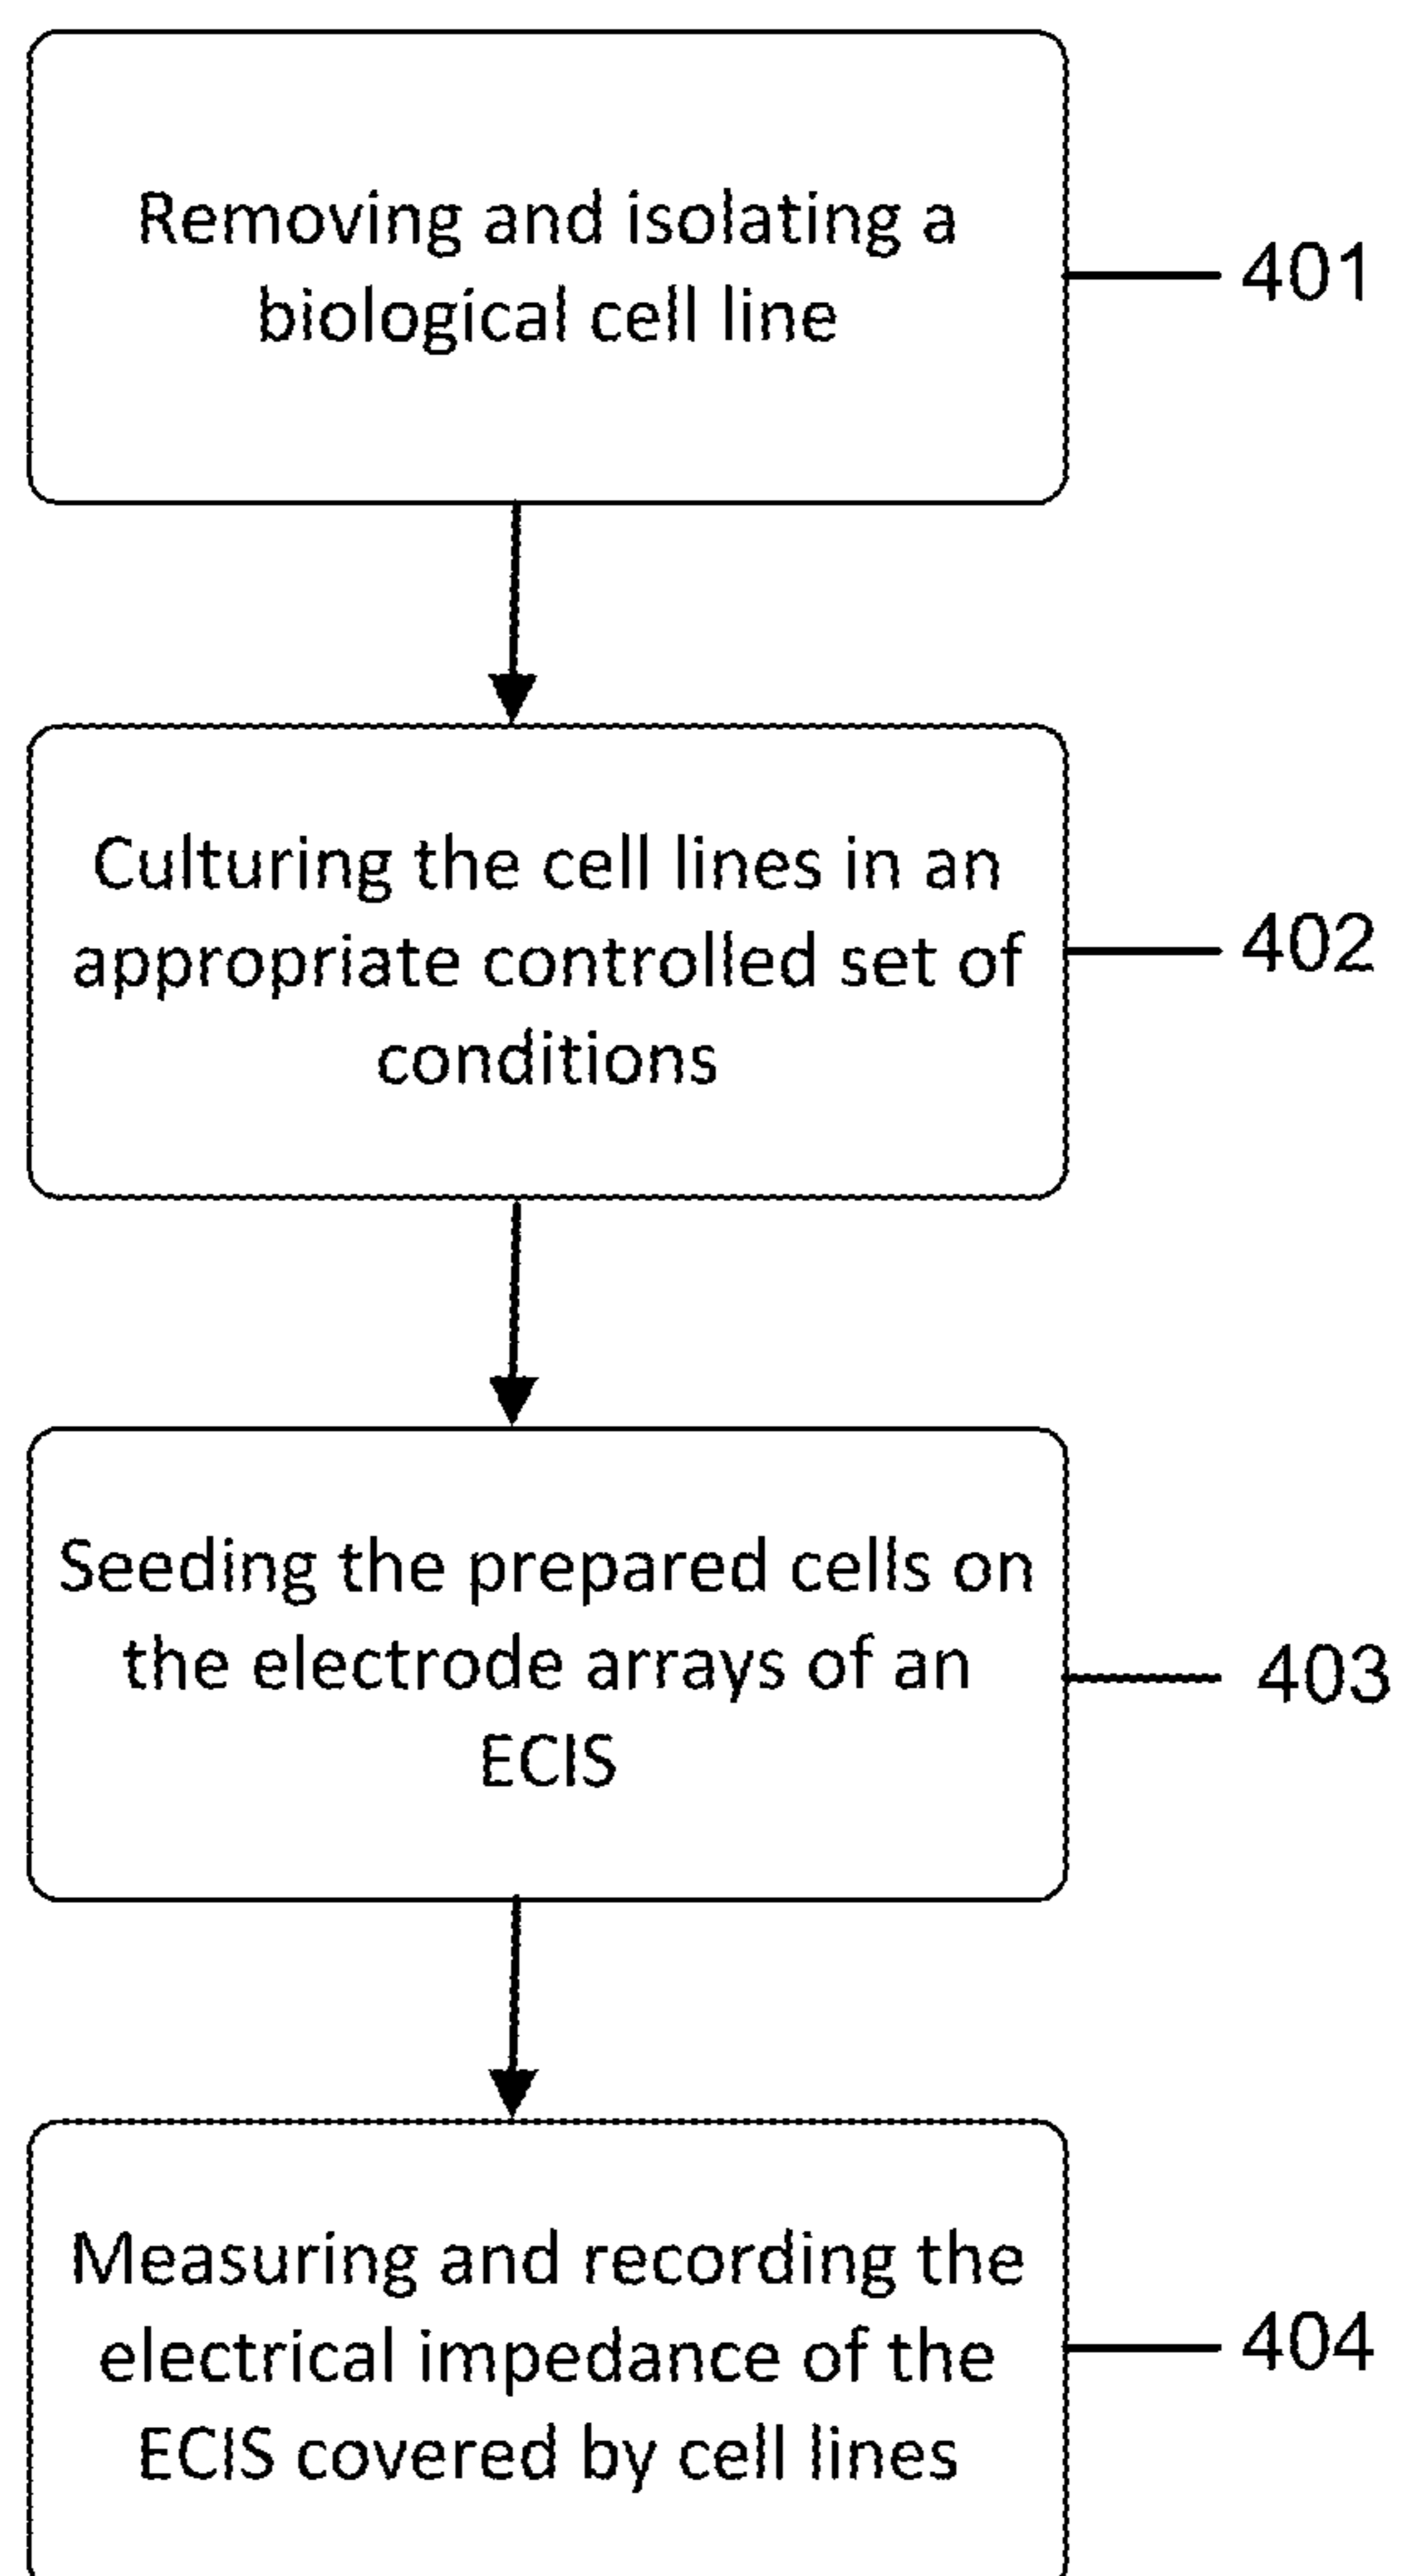 Removing and isolating a
biological cell line
401
Culturing the cell lines in an
appropriate controlled set of
conditions
402
Seeding the prepared cells on
the electrode arrays of an
ECIS
403
Measuring and recording the
electrical impedance of the
ECIS covered by cell lines
404